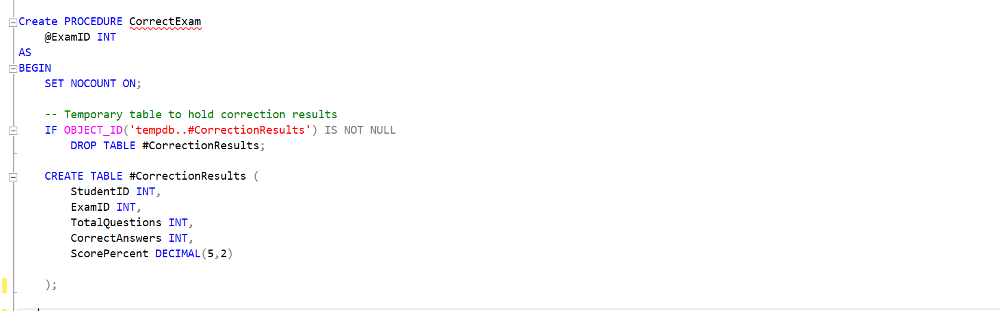 Create PROCEDURE CorrectExam
    @ExamID INT
AS
BEGIN
    SET NOCOUNT ON;
    -- Temporary table to hold correction results
    IF OBJECT_ID('tempdb..#CorrectionResults') IS NOT NULL
        DROP TABLE #CorrectionResults;
    CREATE TABLE #CorrectionResults (
        StudentID INT,
        ExamID INT,
        TotalQuestions INT,
        CorrectAnswers INT,
        ScorePercent DECIMAL(5,2)
    );